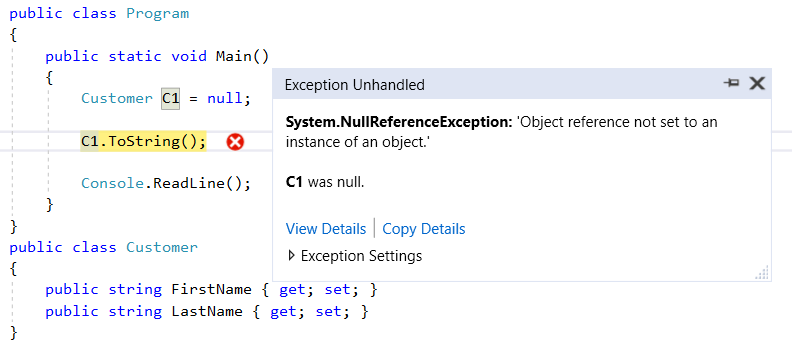 public class Program
{
    public static void Main()
    {
        Customer C1 = null;
Exception Unhandled
System.NullReferenceException: 'Object reference not set to an
instance of an object.'
C1 was null.
View Details | Copy Details
Exception Settings
        C1.ToString();
        Console.ReadLine();
    }
}
public class Customer
{
    public string FirstName { get; set; }
    public string LastName { get; set; }
}